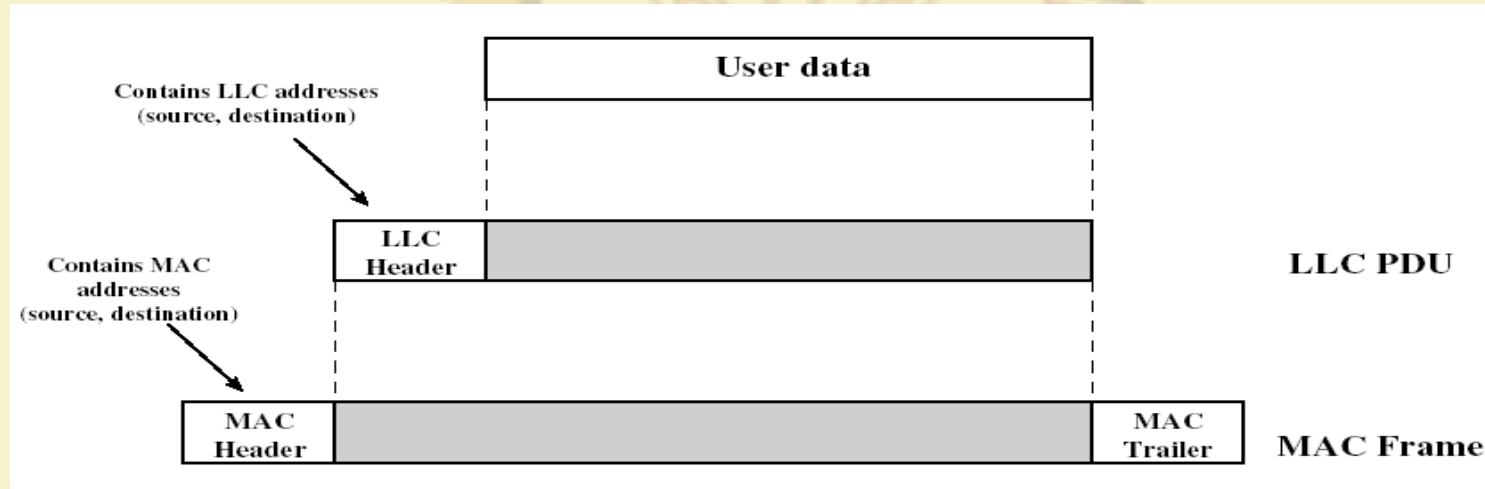 User data
Contains LLC addresses
(source, destination)
LLC
Header
LLC PDU
Contains MAC
addresses
(source, destination)
MAC
Header
MAC
Trailer
MAC Frame